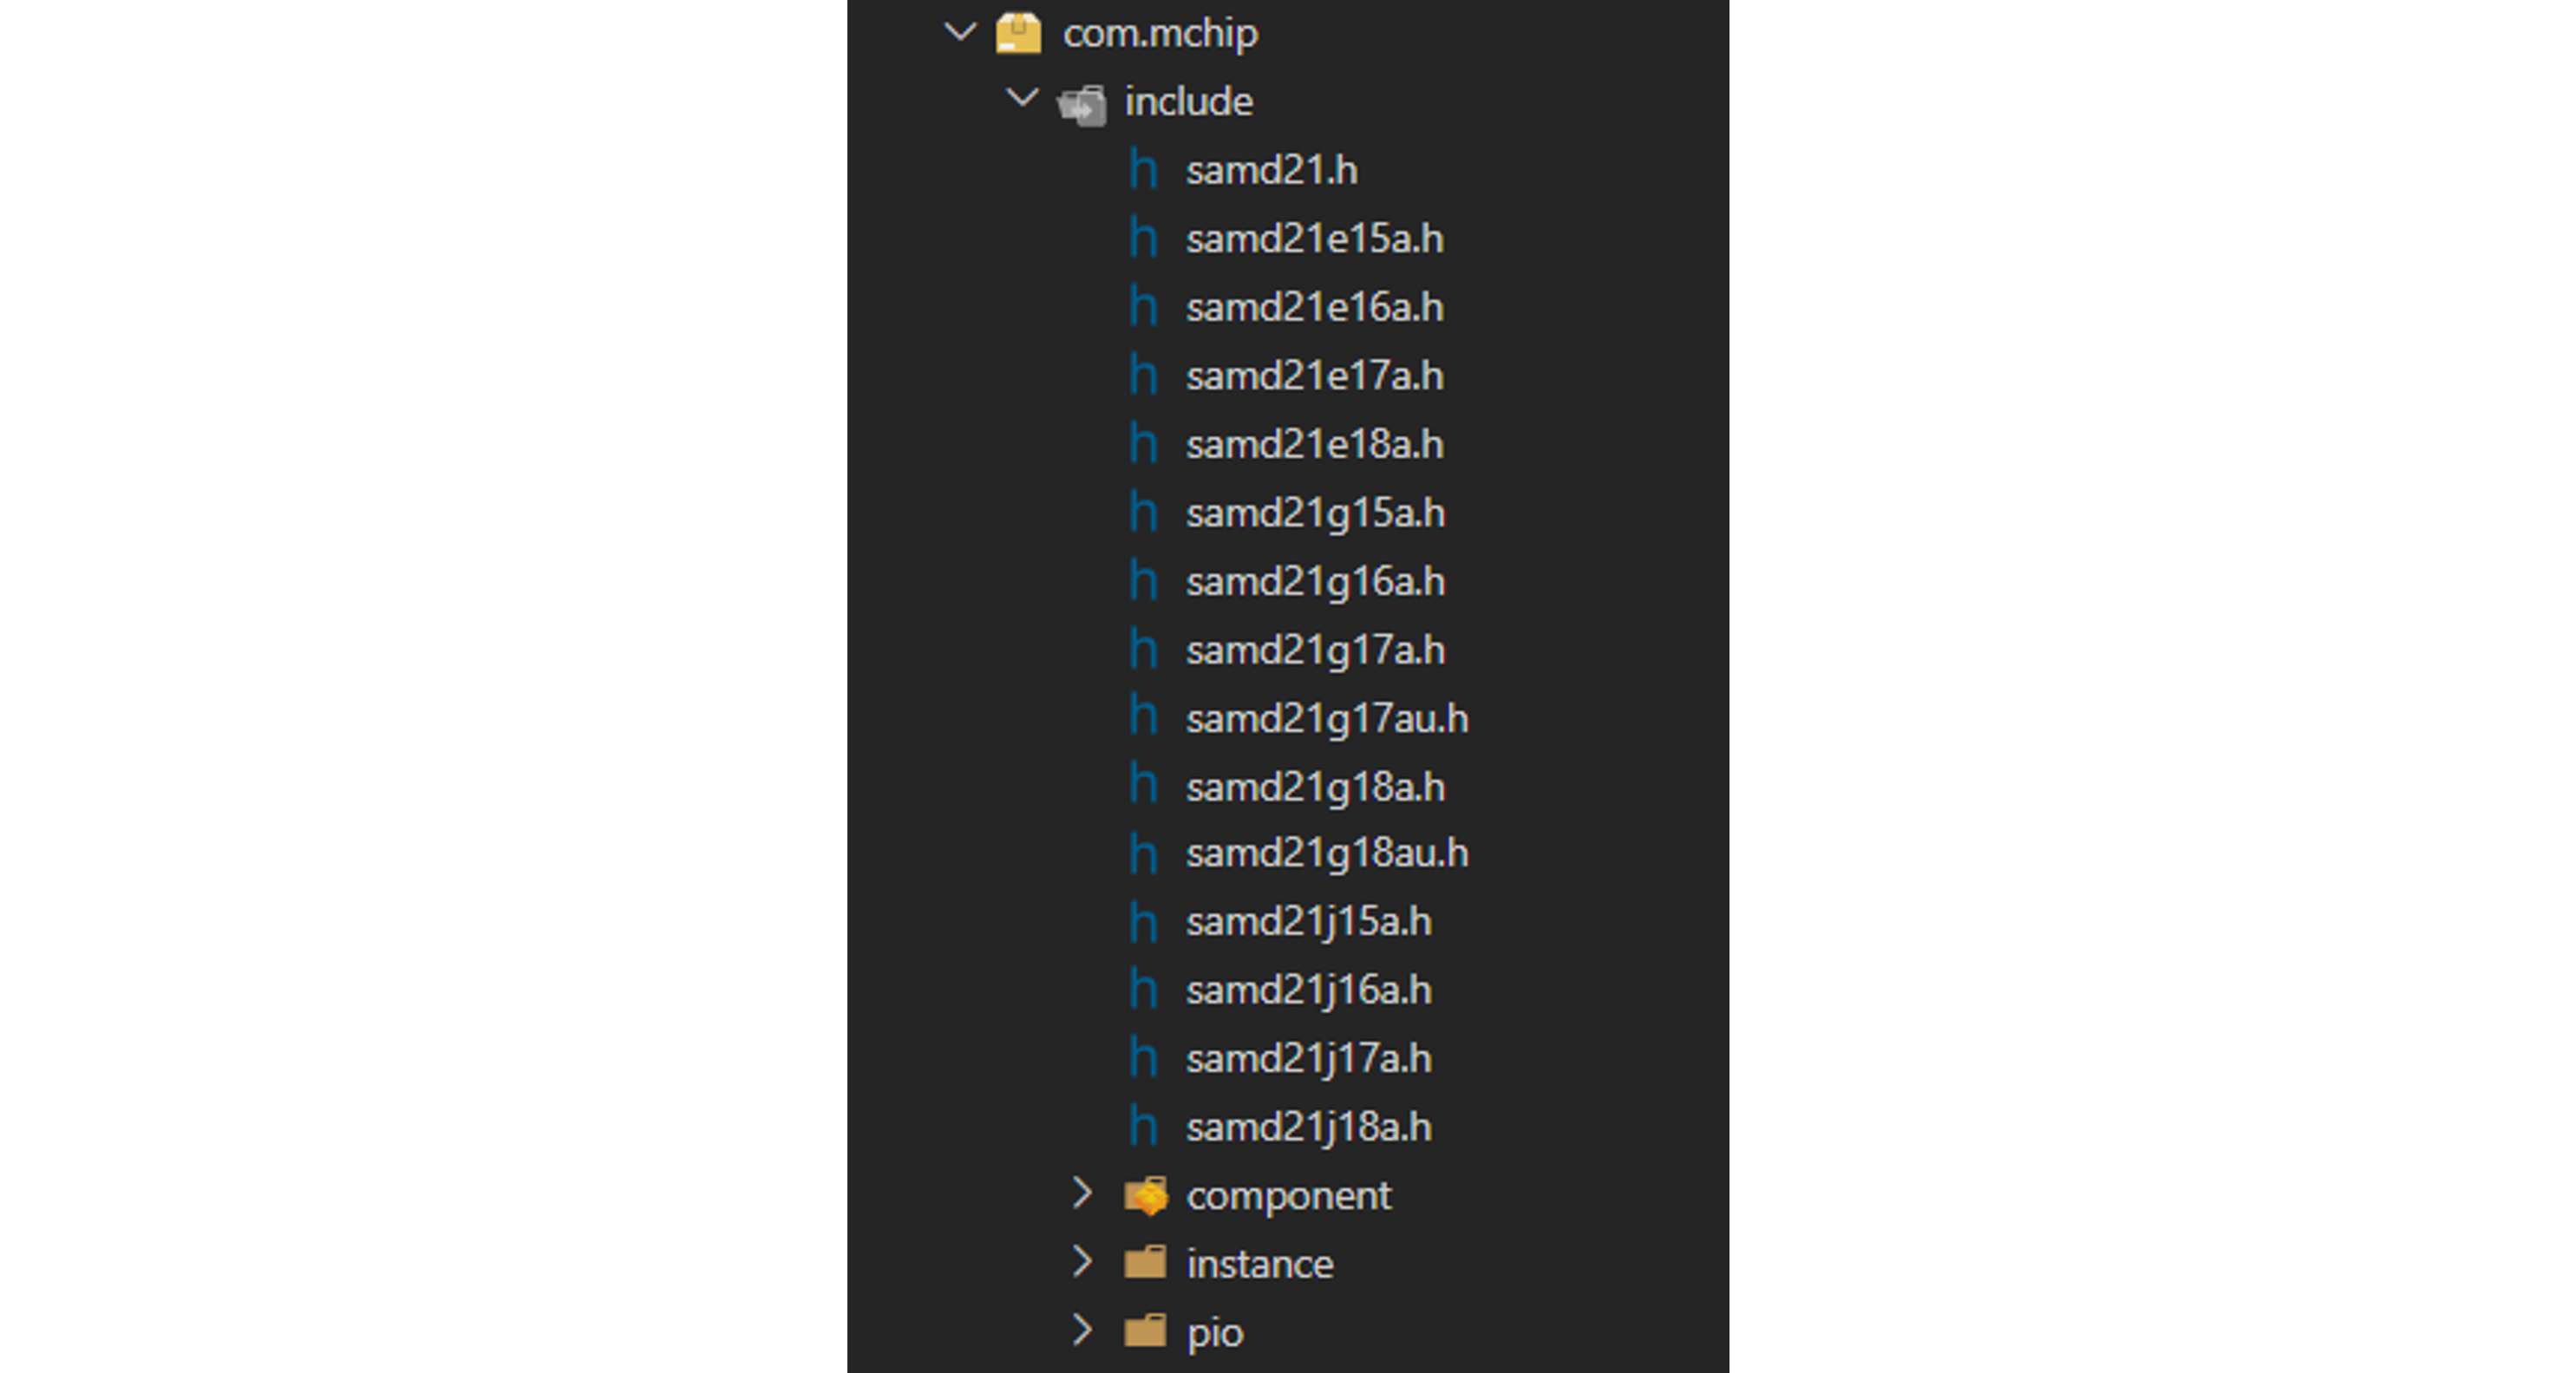 com.mchip
include
h samd21.h
h samd21e15a.h
h samd21e16a.h
h samd21e17a.h
h samd21e18a.h
h samd21g15a.h
h samd21g16a.h
h samd21g17a.h
h samd21g17au.h
h samd21g18a.h
h samd21g18au.h
h samd21j15a.h
h samd21j16a.h
h samd21j17a.h
h samd21j18a.h
component
instance
pio